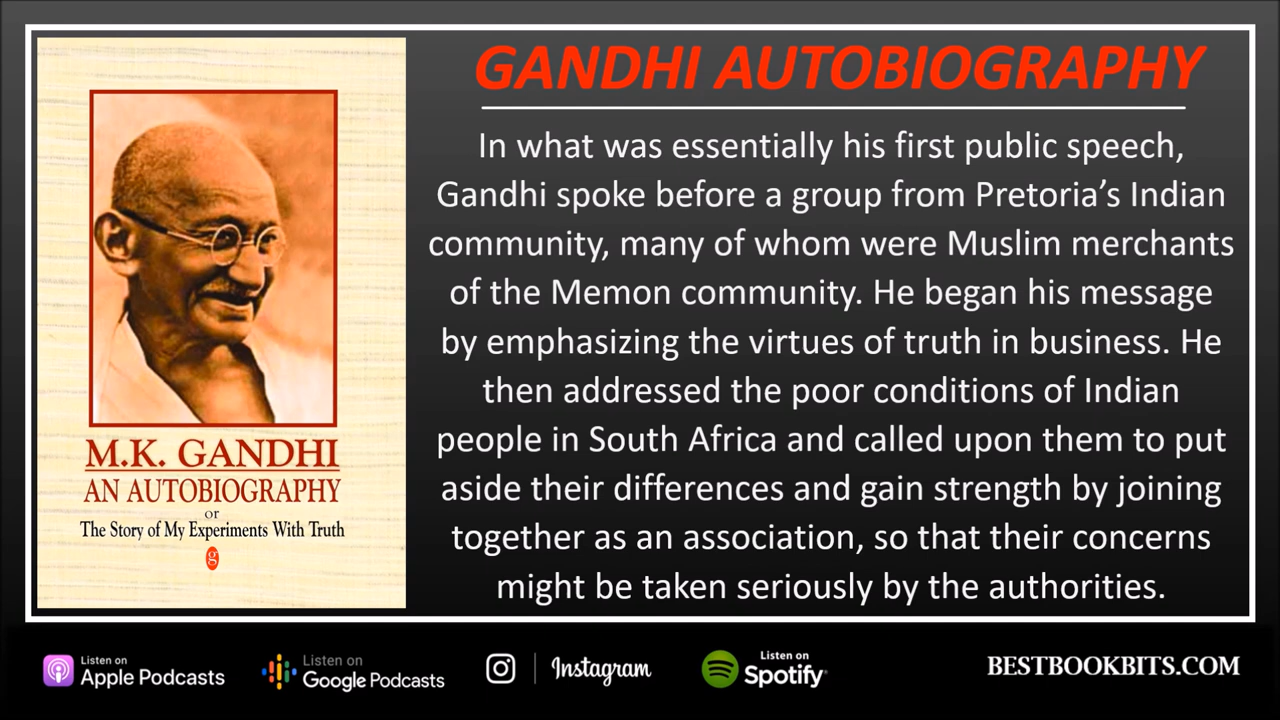 GANDHI AUTOBIOGRAPHY
In what was essentially his first public speech,
Gandhi spoke before a group from Pretoria’s Indian
community, many of whom were Muslim merchants
of the Memon community. He began his message
by emphasizing the virtues of truth in business. He
then addressed the poor conditions of Indian
people in South Africa and called upon them to put
aside their differences and gain strength by joining
together as an association, so that their concerns
might be taken seriously by the authorities.
M.K. GANDHI
AN AUTOBIOGRAPHY
or
The Story of My Experiments With Truth
g
Listen on
Apple Podcasts
Listen on
Google Podcasts
Instagram
Listen on
Spotify
BESTBOOKBITS.COM